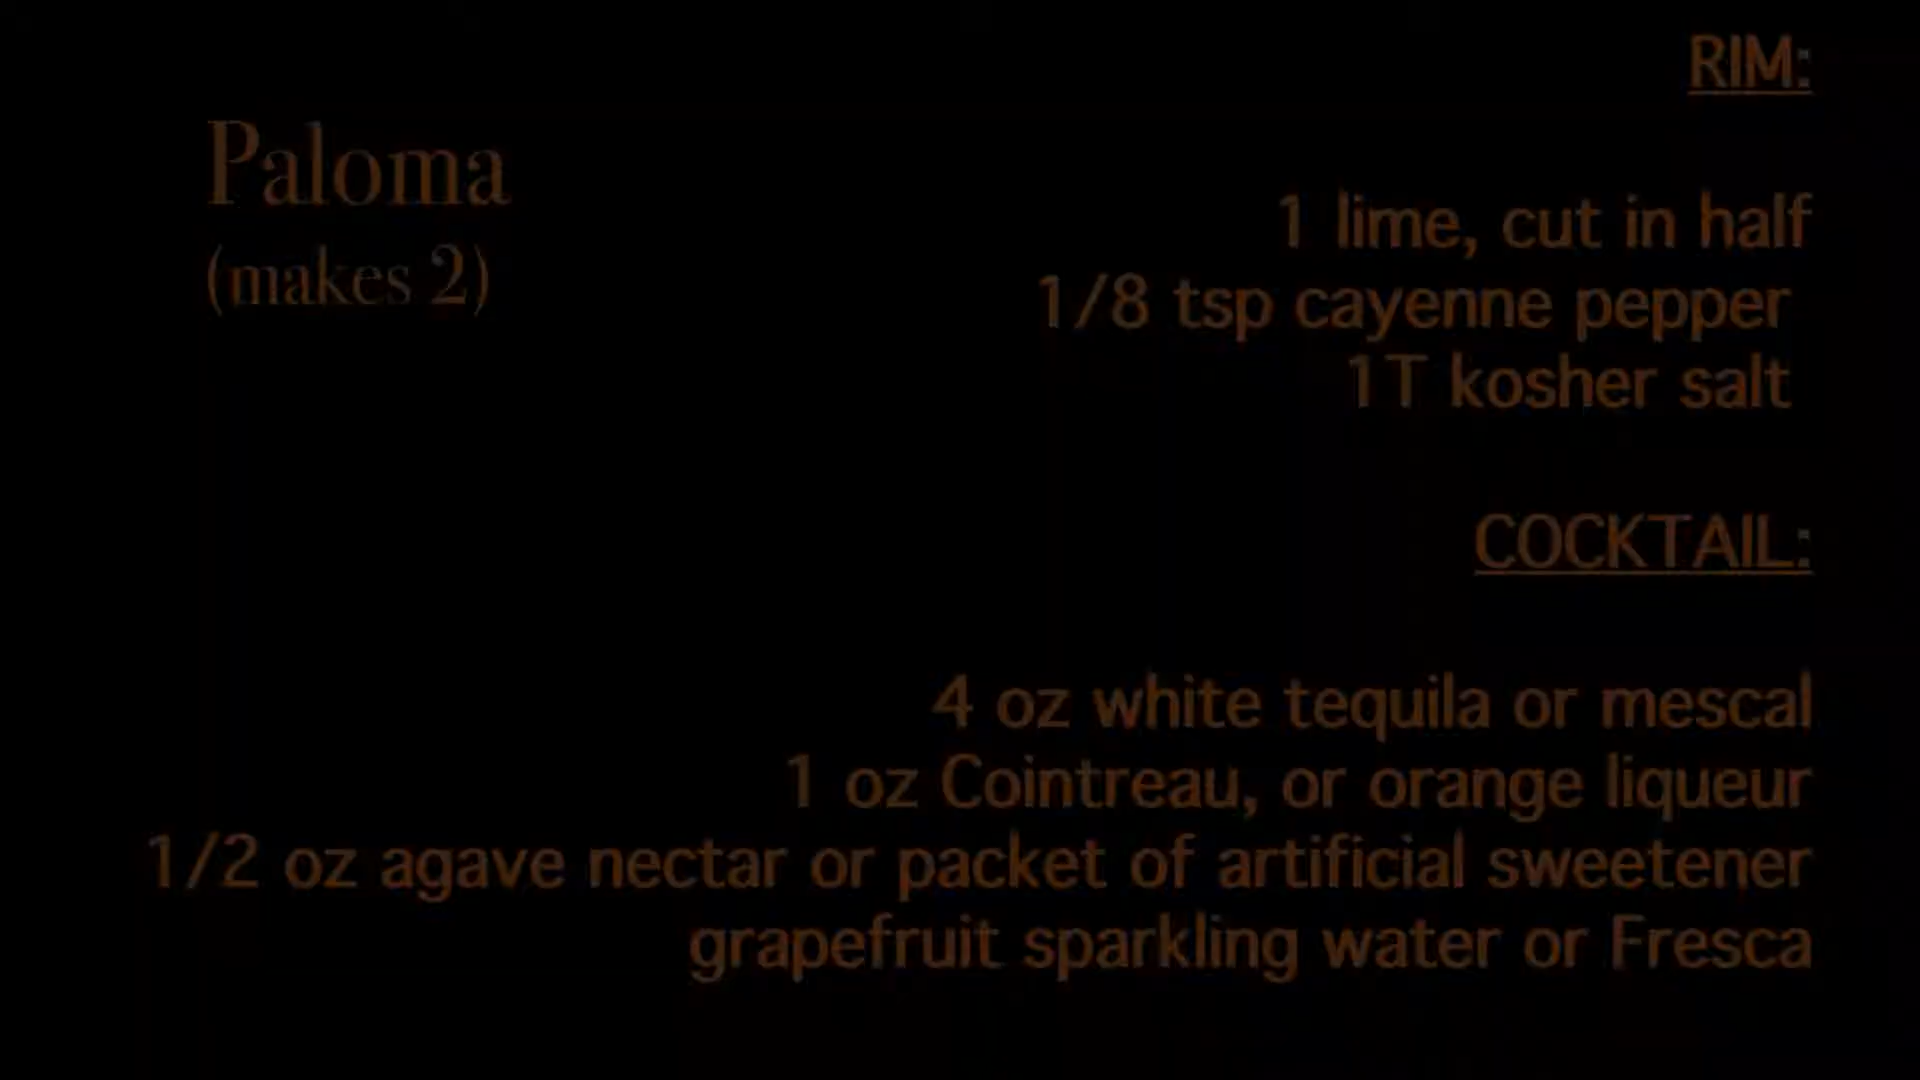 Paloma
(makes 2)
RIM:
1 lime, cut in half
1/8 tsp cayenne pepper
1T kosher salt
COCKTAIL:
4 oz white tequila or mescal
1 oz Cointreau, or orange liqueur
1/2 oz agave nectar or packet of artificial sweetener
grapefruit sparkling water or Fresca